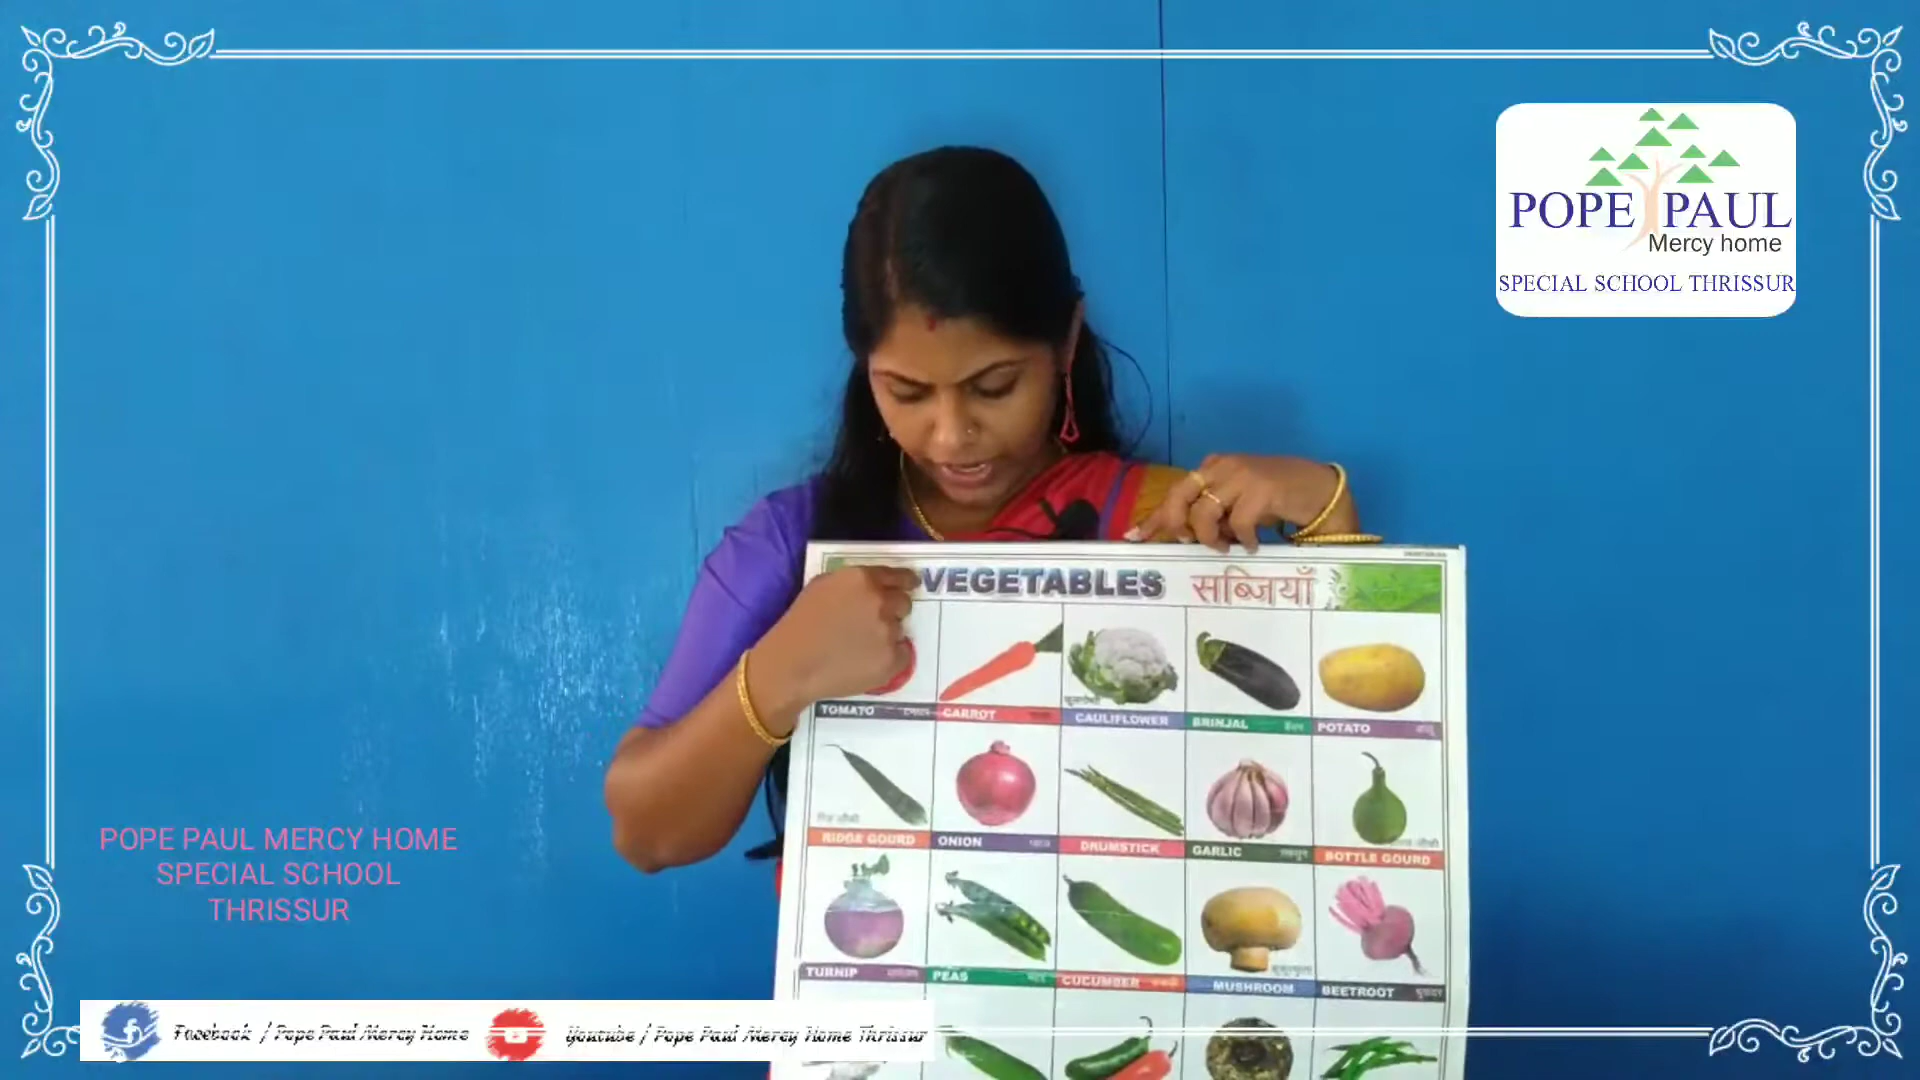 POPE PAUL
Mercy home
SPECIAL SCHOOL THRISSUR
VEGETABLES सब्जियाँ
TOMATO CARROT CAULIFLOWER BRINJAL POTATO
RIDGE GOURD ONION DRUMSTICK GARLIC BOTTLE GOURD
TURNIP PEAS CUCUMBER MUSHROOM BEETROOT
POPE PAUL MERCY HOME
SPECIAL SCHOOL
THRISSUR
Facebook / Pope Paul Mercy Home Youtube / Pope Paul Mercy Home Thrissur